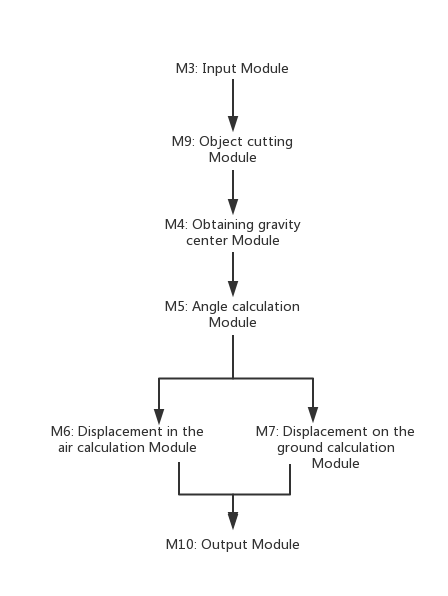 M3: Input Module
M9: Object cutting
Module
M4: Obtaining gravity
center Module
M5: Angle calculation
Module
M6: Displacement in the
air calculation Module
M7: Displacement on the
ground calculation
Module
M10: Output Module